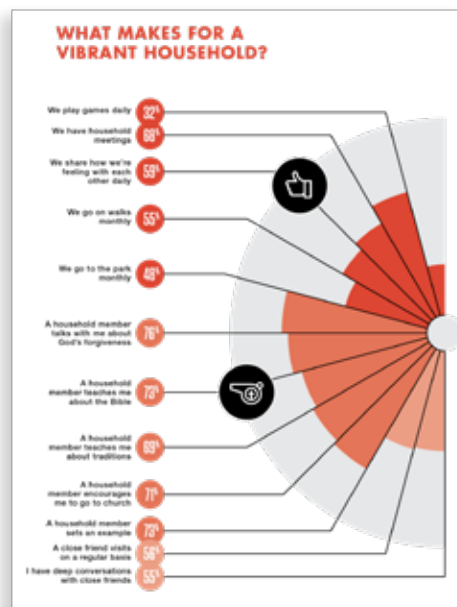 WHAT MAKES FOR A
VIBRANT HOUSEHOLD?
We play games daily 32%
We have household
meetings 68%
We share how we're
feeling with each
other daily 59%
We go on walks
monthly 55%
We go to the park
monthly 48%
A household member
talks with me about
God's forgiveness 76%
A household
member teaches me
about the Bible 73%
A household
member teaches me
about traditions 69%
A household
member encourages
me to go to church 71%
A household member
sets an example 73%
A close friend visits
on a regular basis 56%
I have deep conversations
with close friends 55%